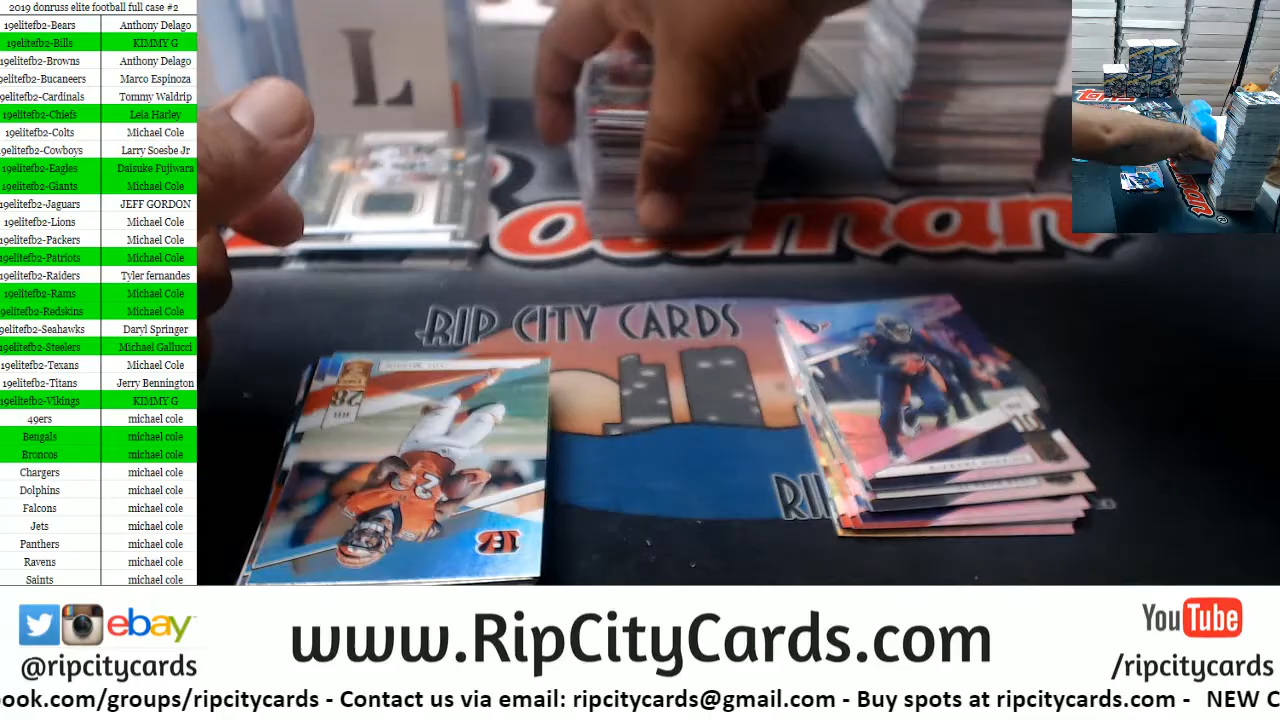 2019 donruss elite football full case #2
19elitefb2-Bears Anthony Delago
19elitefb2-Bills KIMMY G
19elitefb2-Browns Anthony Delago
19elitefb2-Bucaneers Marco Espinoza
19elitefb2-Cardinals Tommy Waldrip
19elitefb2-Chiefs Leia Harley
19elitefb2-Colts Michael Cole
19elitefb2-Cowboys Larry Soesbe Jr
19elitefb2-Eagles Daisuke Fujiwara
19elitefb2-Giants Michael Cole
19elitefb2-Jaguars JEFF GORDON
19elitefb2-Lions Michael Cole
19elitefb2-Packers Michael Cole
19elitefb2-Patriots Michael Cole
19elitefb2-Raiders Tyler fernandes
19elitefb2-Rams Michael Cole
19elitefb2-Redskins Michael Cole
19elitefb2-Seahawks Daryl Springer
19elitefb2-Steelers Michael Gallucci
19elitefb2-Texans Michael Cole
19elitefb2-Titans Jerry Bennington
19elitefb2-Vikings KIMMY G
49ers michael cole
Bengals michael cole
Broncos michael cole
Chargers michael cole
Dolphins michael cole
Falcons michael cole
Jets michael cole
Panthers michael cole
Ravens michael cole
Saints michael cole
L
RIP CITY CARDS
RI
28
ebay
@ripcitycards
www.RipCityCards.com
YouTube
/ripcitycards
book.com/groups/ripcitycards - Contact us via email: ripcitycards@gmail.com - Buy spots at ripcitycards.com - NEW C